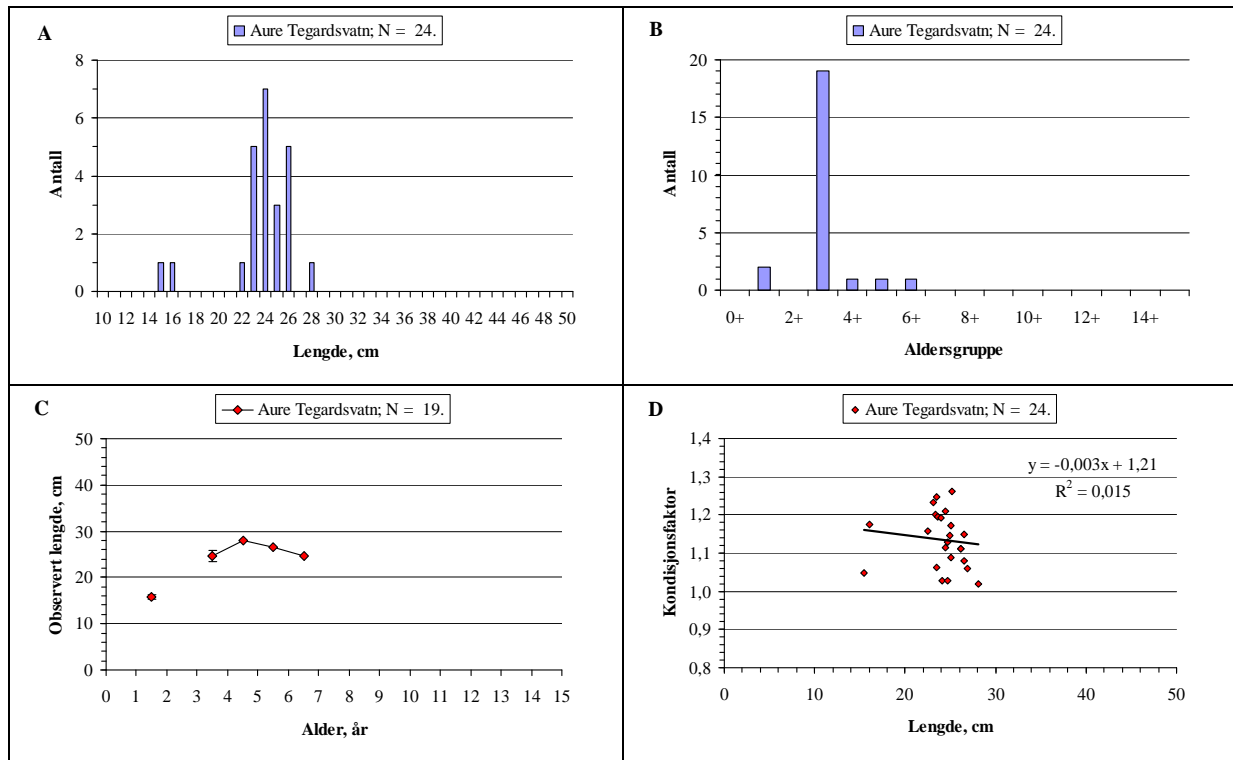 A
Aure Tegardsvatn; N = 24.
8
6
4
2
0
Antall
10 12 14 16 18 20 22 24 26 28 30 32 34 36 38 40 42 44 46 48 50
Lengde, cm
B
Aure Tegardsvatn; N = 24.
20
15
10
5
0
Antall
0+ 2+ 4+ 6+ 8+ 10+ 12+ 14+
Aldersgruppe
C
Aure Tegardsvatn; N = 19.
50
40
30
20
10
0
Observert lengde, cm
0 1 2 3 4 5 6 7 8 9 10 11 12 13 14 15
Alder, år
D
Aure Tegardsvatn; N = 24.
1,4
1,3
1,2
1,1
1,0
0,9
0,8
Kondisjonsfaktor
y = -0,003x + 1,21
R² = 0,015
0 10 20 30 40 50
Lengde, cm